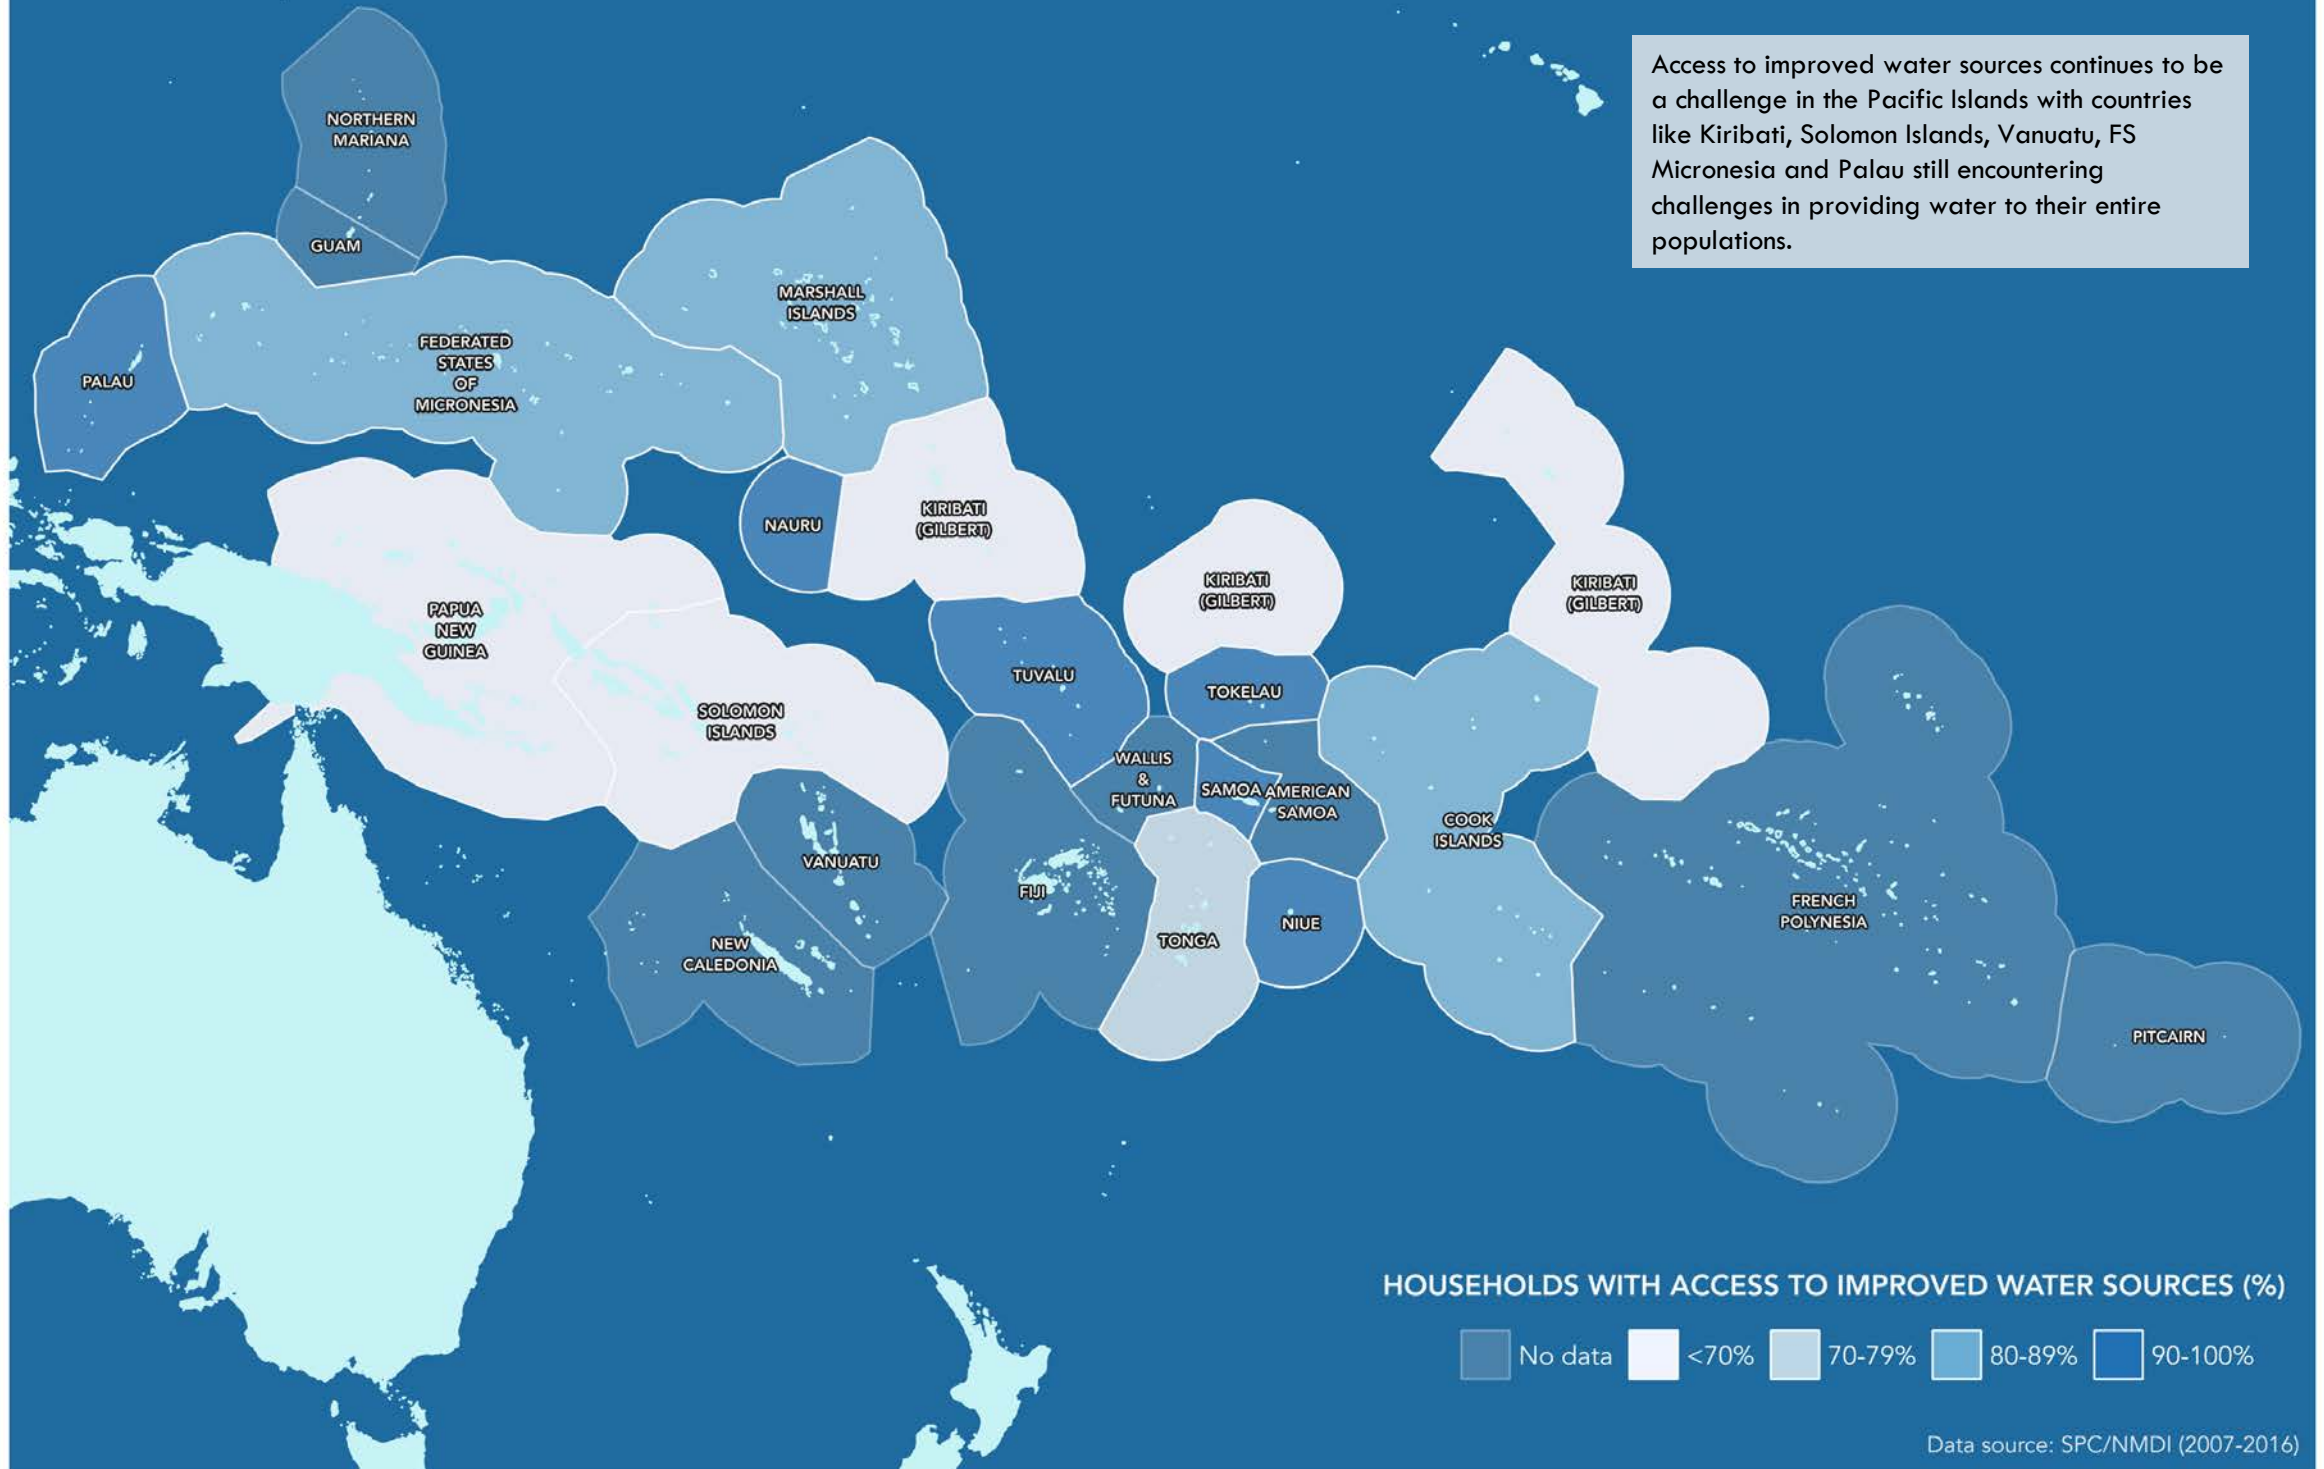 Access to improved water sources continues to be
a challenge in the Pacific Islands with countries
like Kiribati, Solomon Islands, Vanuatu, FS
Micronesia and Palau still encountering
challenges in providing water to their entire
populations.
NORTHERN
MARIANA
GUAM
MARSHALL
ISLANDS
FEDERATED
STATES
OF
MICRONESIA
PALAU
NAURU
KIRIBATI
(GILBERT)
KIRIBATI
(GILBERT)
KIRIBATI
(GILBERT)
PAPUA
NEW
GUINEA
TUVALU
TOKELAU
SOLOMON
ISLANDS
WALLIS
&
FUTUNA
SAMOA
AMERICAN
SAMOA
COOK
ISLANDS
VANUATU
FIJI
NIUE
TONGA
NEW
CALEDONIA
FRENCH
POLYNESIA
PITCAIRN
HOUSEHOLDS WITH ACCESS TO IMPROVED WATER SOURCES (%)
No data <70% 70-79% 80-89% 90-100%
Data source: SPC/NMDI (2007-2016)